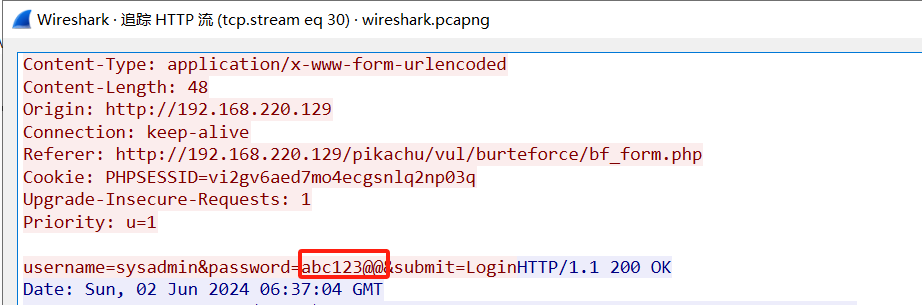 Wireshark · 追踪 HTTP 流 (tcp.stream eq 30) · wireshark.pcapng
Content-Type: application/x-www-form-urlencoded
Content-Length: 48
Origin: http://192.168.220.129
Connection: keep-alive
Referer: http://192.168.220.129/pikachu/vul/burteforce/bf_form.php
Cookie: PHPSESSID=vi2gv6aed7mo4ecgsnlq2np03q
Upgrade-Insecure-Requests: 1
Priority: u=1
username=sysadmin&password=abc123@@&submit=LoginHTTP/1.1 200 OK
Date: Sun, 02 Jun 2024 06:37:04 GMT